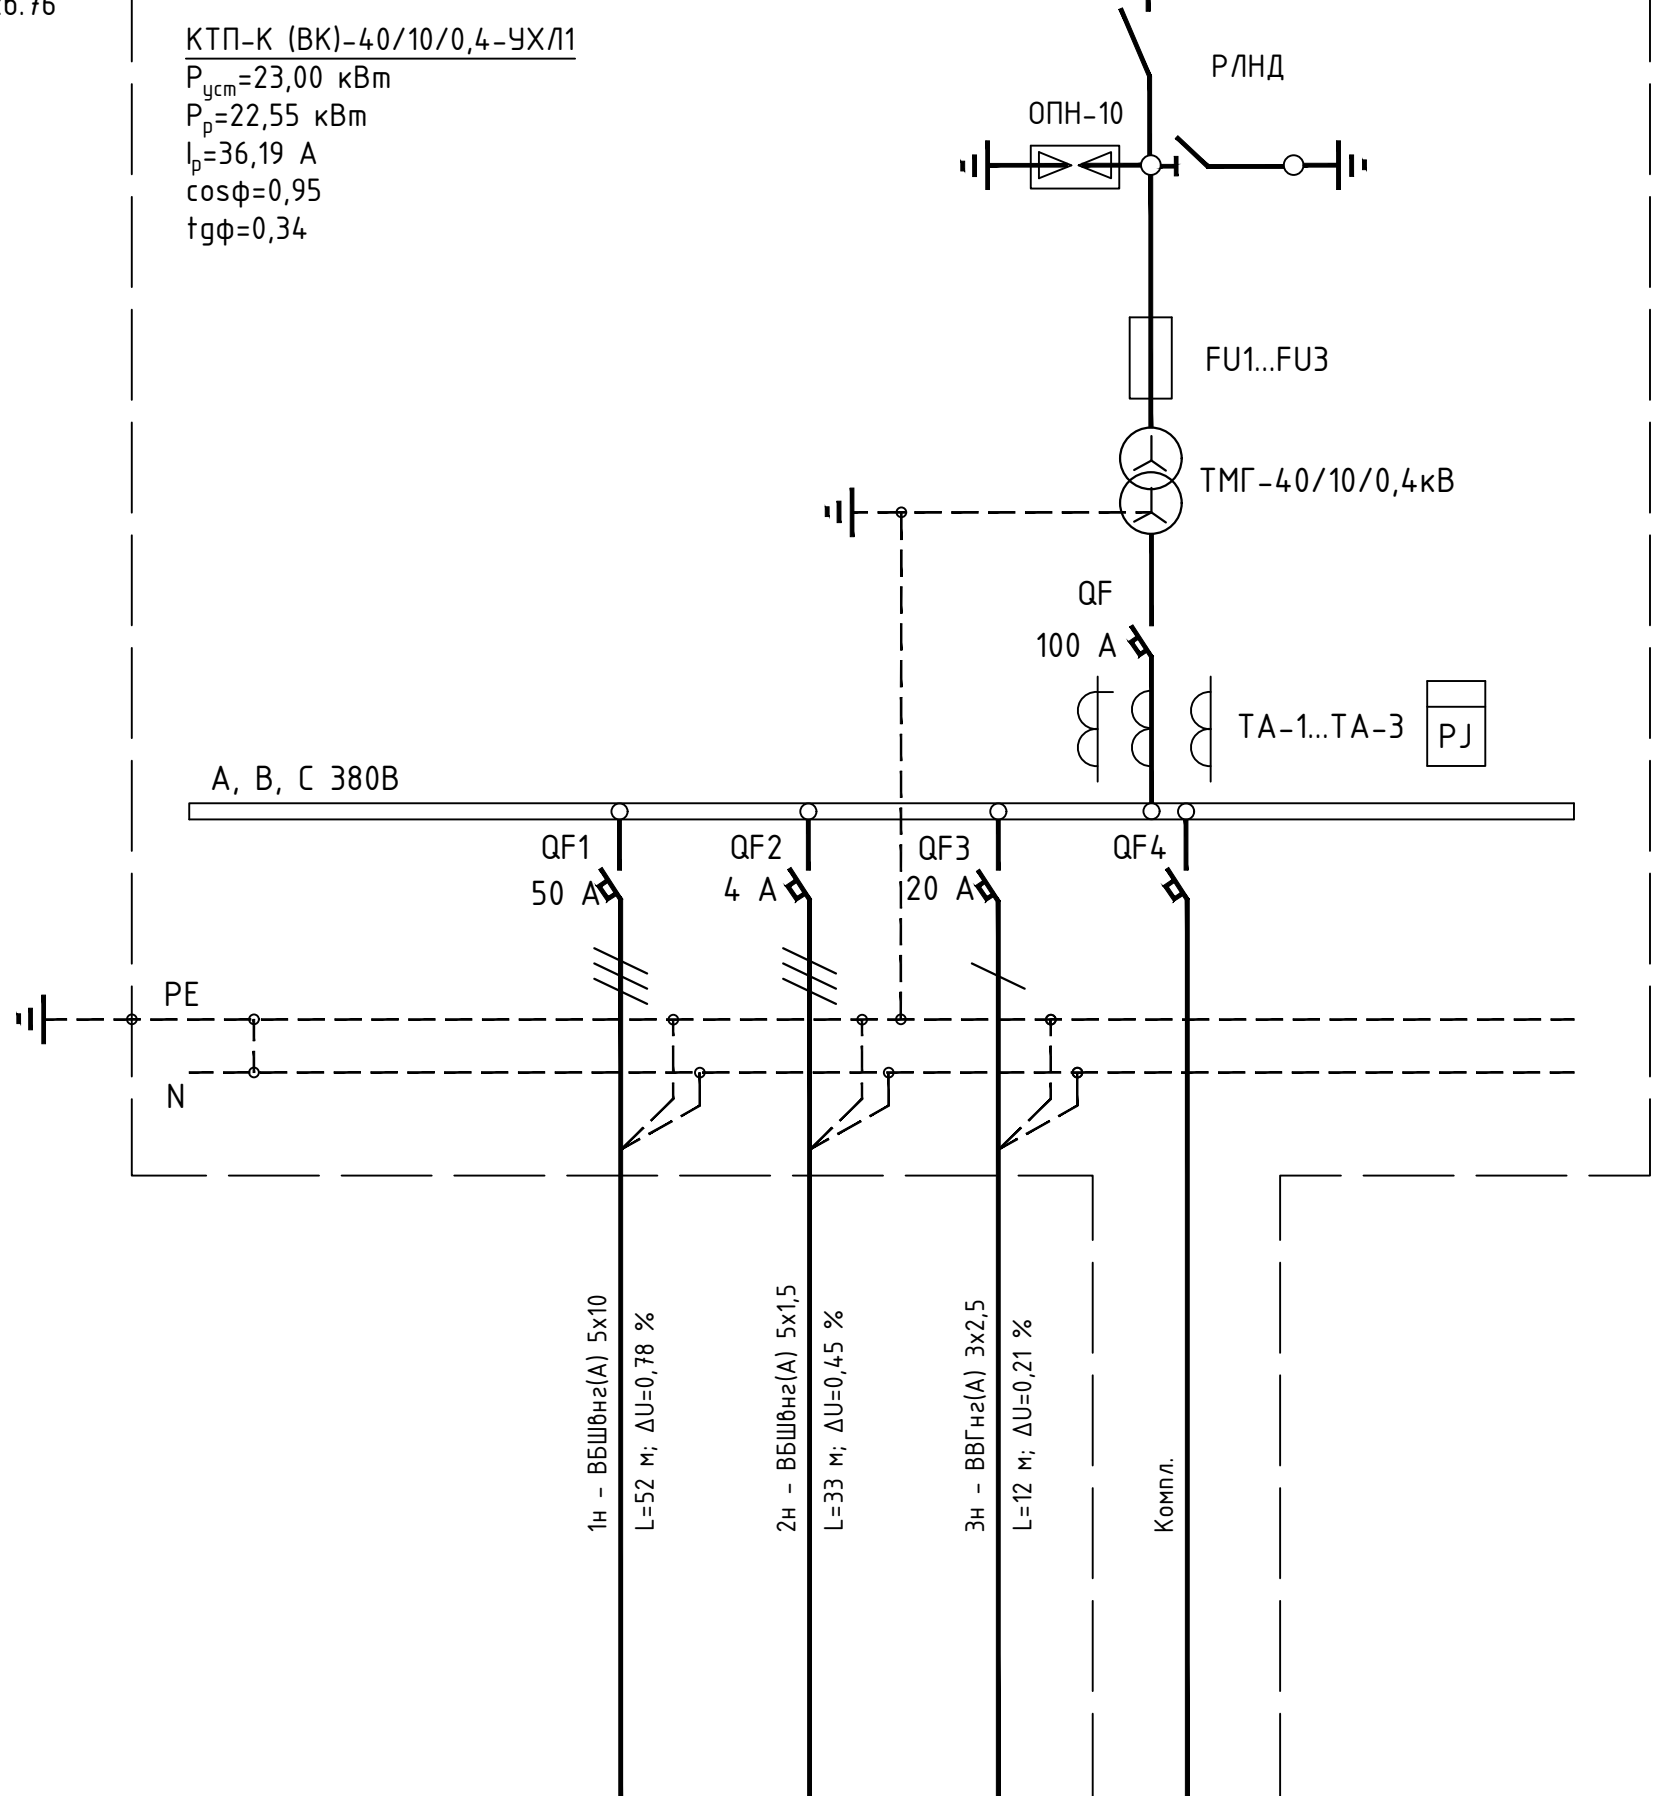 КТП-К (ВК)-40/10/0,4-УХЛ1
Pуст=23,00 кВт
Pр=22,55 кВт
Iр=36,19 А
cosφ=0,95
tgφ=0,34
РЛНД
ОПН-10
FU1...FU3
ТМГ-40/10/0,4кВ
QF
100 А
ТА-1...ТА-3
PJ
А, В, С 380В
QF1
50 А
QF2
4 А
QF3
20 А
QF4
PE
N
1н - ВБШвнг(А) 5х10
L=52 м; ΔU=0,78 %
2н - ВБШвнг(А) 5х1,5
L=33 м; ΔU=0,45 %
3н - ВВГнг(А) 3х2,5
L=12 м; ΔU=0,21 %
Компл.